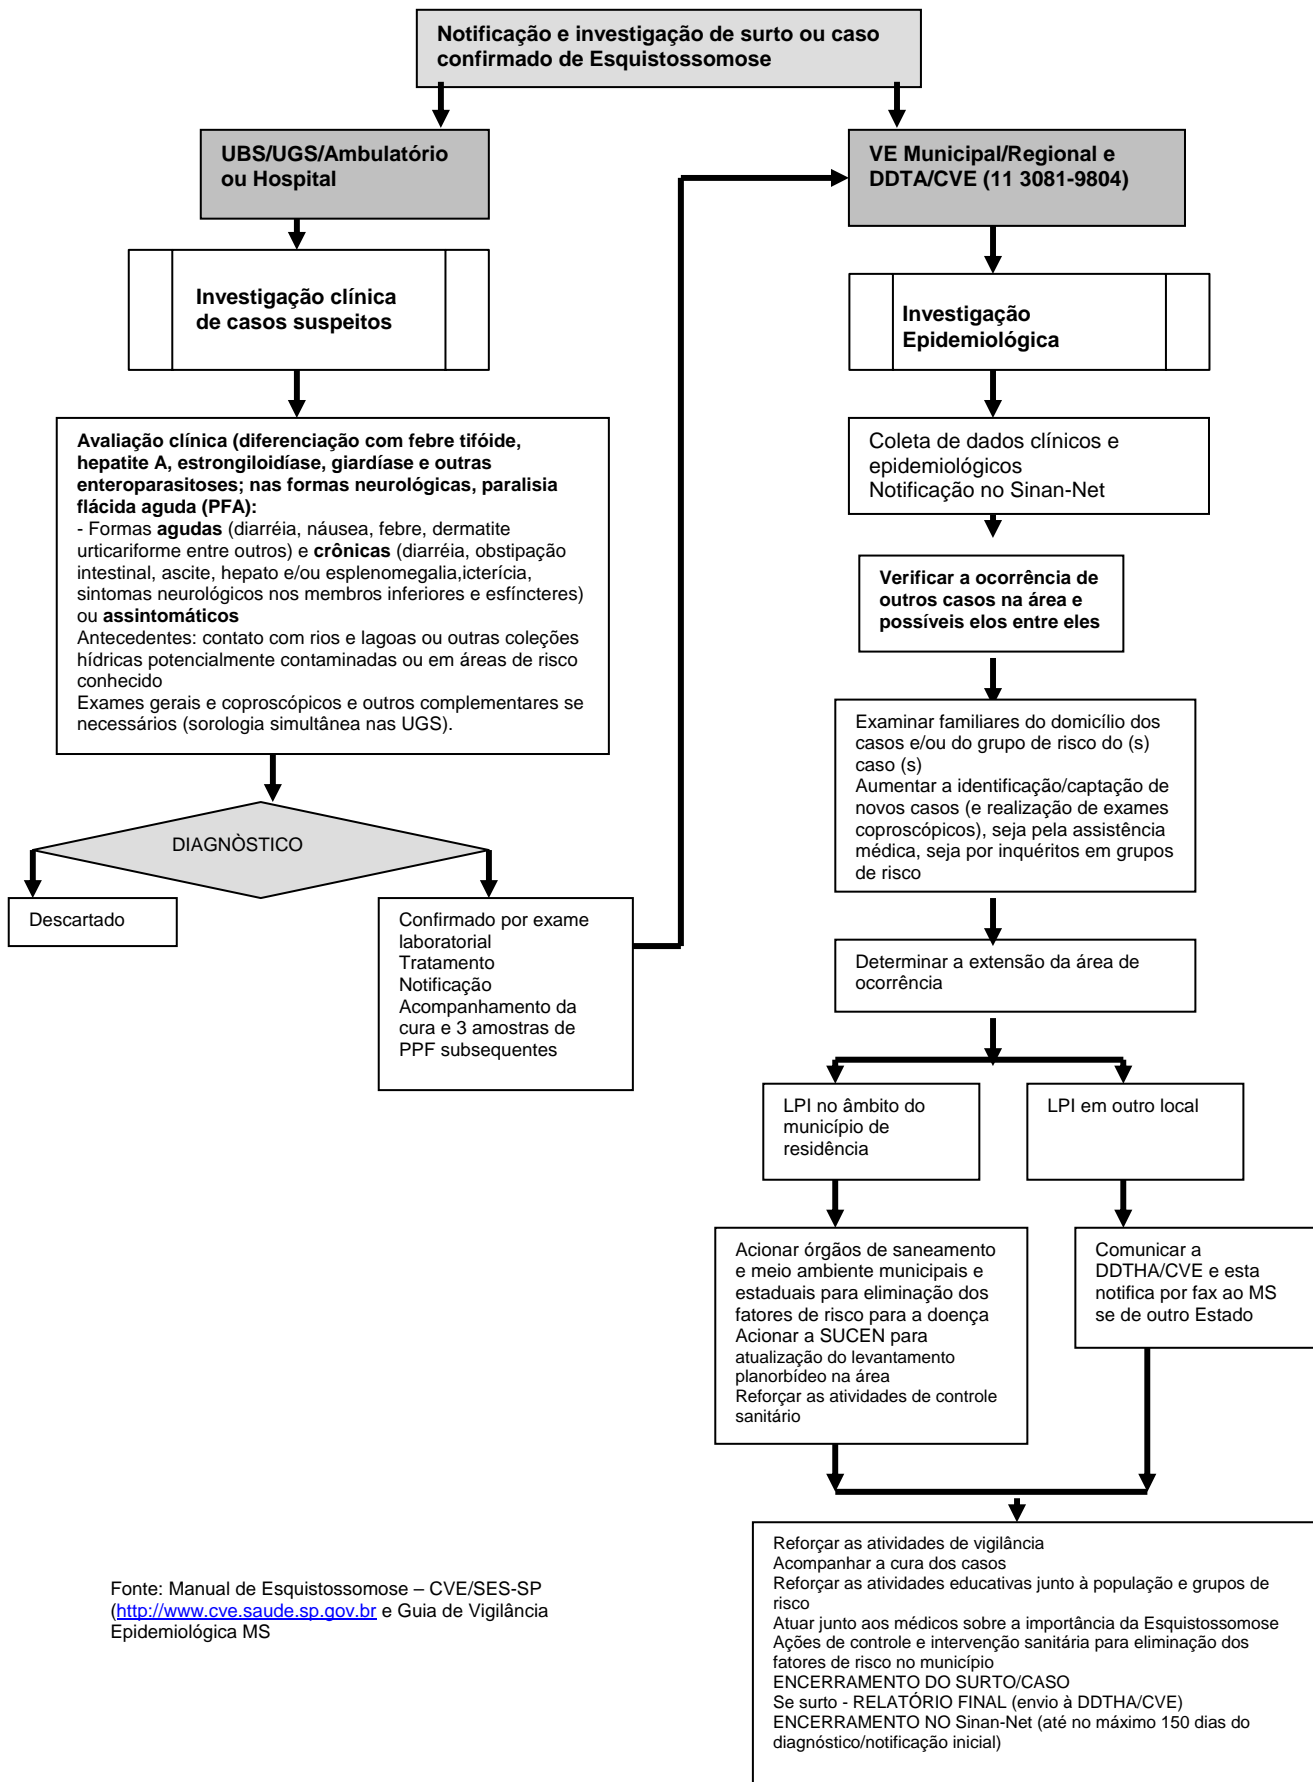 Notificação e investigação de surto ou caso
confirmado de Esquistossomose
UBS/UGS/Ambulatório
ou Hospital
Investigação clínica
de casos suspeitos
Avaliação clínica (diferenciação com febre tifóide,
hepatite A, estrongiloidíase, giardíase e outras
enteroparasitoses; nas formas neurológicas, paralisia
flácida aguda (PFA):
- Formas agudas (diarréia, náusea, febre, dermatite
urticariforme entre outros) e crônicas (diarréia, obstipação
intestinal, ascite, hepato e/ou esplenomegalia,icterícia,
sintomas neurológicos nos membros inferiores e esfíncteres)
ou assintomáticos
Antecedentes: contato com rios e lagoas ou outras coleções
hídricas potencialmente contaminadas ou em áreas de risco
conhecido
Exames gerais e coproscópicos e outros complementares se
necessários (sorologia simultânea nas UGS).
DIAGNÒSTICO
Descartado
Confirmado por exame
laboratorial
Tratamento
Notificação
Acompanhamento da
cura e 3 amostras de
PPF subsequentes
VE Municipal/Regional e
DDTA/CVE (11 3081-9804)
Investigação
Epidemiológica
Coleta de dados clínicos e
epidemiológicos
Notificação no Sinan-Net
Verificar a ocorrência de
outros casos na área e
possíveis elos entre eles
Examinar familiares do domicílio dos
casos e/ou do grupo de risco do (s)
caso (s)
Aumentar a identificação/captação de
novos casos (e realização de exames
coproscópicos), seja pela assistência
médica, seja por inquéritos em grupos
de risco
Determinar a extensão da área de
ocorrência
LPI no âmbito do
município de
residência
LPI em outro local
Acionar órgãos de saneamento
e meio ambiente municipais e
estaduais para eliminação dos
fatores de risco para a doença
Acionar a SUCEN para
atualização do levantamento
planorbídeo na área
Reforçar as atividades de controle
sanitário
Comunicar a
DDTHA/CVE e esta
notifica por fax ao MS
se de outro Estado
Reforçar as atividades de vigilância
Acompanhar a cura dos casos
Reforçar as atividades educativas junto à população e grupos de
risco
Atuar junto aos médicos sobre a importância da Esquistossomose
Ações de controle e intervenção sanitária para eliminação dos
fatores de risco no município
ENCERRAMENTO DO SURTO/CASO
Se surto - RELATÓRIO FINAL (envio à DDTHA/CVE)
ENCERRAMENTO NO Sinan-Net (até no máximo 150 dias do
diagnóstico/notificação inicial)
Fonte: Manual de Esquistossomose – CVE/SES-SP
(http://www.cve.saude.sp.gov.br e Guia de Vigilância
Epidemiológica MS